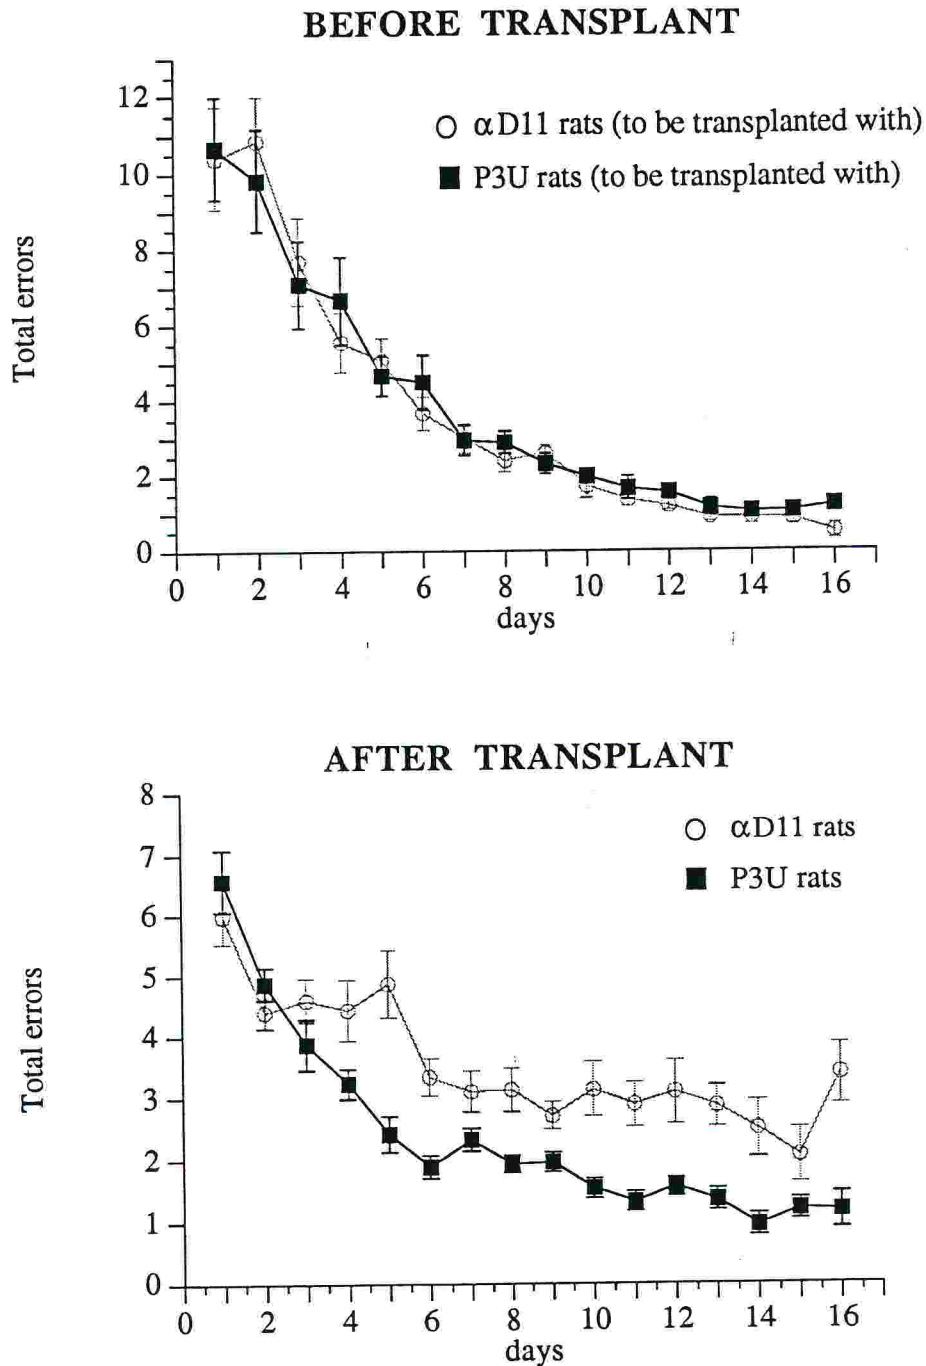 BEFORE TRANSPLANT
αD11 rats (to be transplanted with)
P3U rats (to be transplanted with)
Total errors
12
10
8
6
4
2
0
0 2 4 6 8 10 12 14 16
days
AFTER TRANSPLANT
αD11 rats
P3U rats
Total errors
8
7
6
5
4
3
2
1
0
0 2 4 6 8 10 12 14 16
days